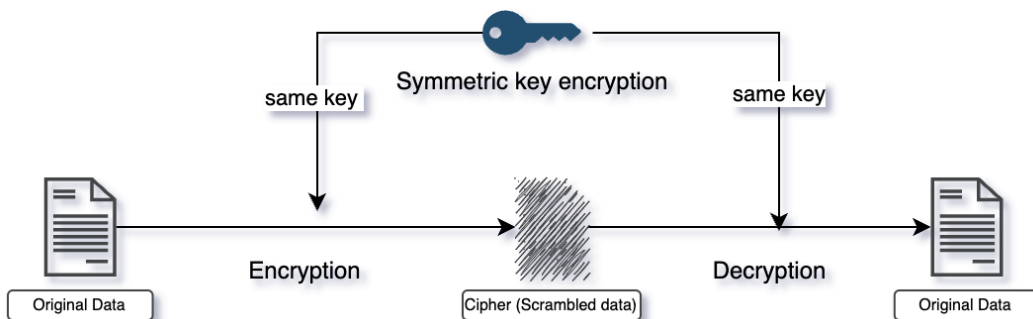 Symmetric key encryption
same key
same key
Encryption
Decryption
Original Data
Cipher (Scrambled data)
Original Data